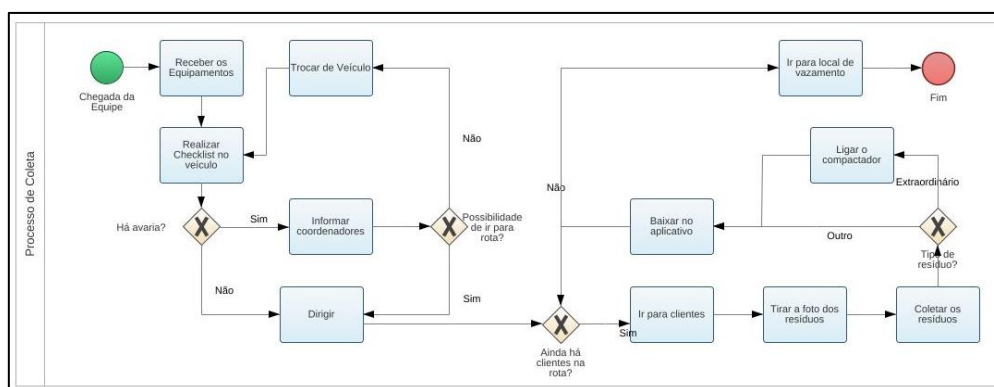 Processo de Coleta
Chegada da
Equipe
Receber os
Equipamentos
Trocar de Veículo
Realizar
Checklist no
veículo
Há avaria?
Sim
Informar
coordenadores
Não
Possibilidade
de ir para
rota?
Não
Dirigir
Sim
Ainda há
clientes na
rota?
Não
Sim
Ir para local de
vazamento
Fim
Ligar o
compactador
Extraordinário
Baixar no
aplicativo
Outro
Tipo de
resíduo?
Ir para clientes
Tirar a foto dos
resíduos
Coletar os
resíduos